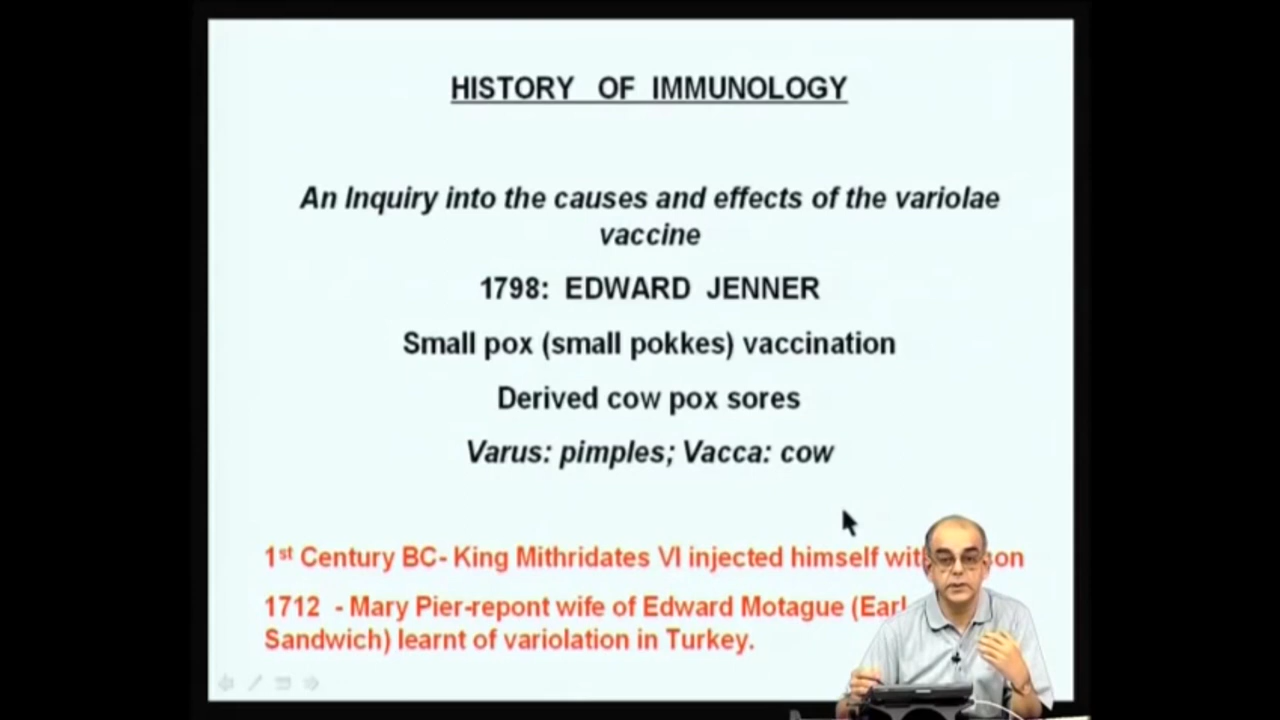 HISTORY OF IMMUNOLOGY
An Inquiry into the causes and effects of the variolae
vaccine
1798: EDWARD JENNER
Small pox (small pokkes) vaccination
Derived cow pox sores
Varus: pimples; Vacca: cow
1st Century BC- King Mithridates VI injected himself
1712 - Mary Pier-repont wife of Edward Motague (Earl
Sandwich) learnt of variolation in Turkey.